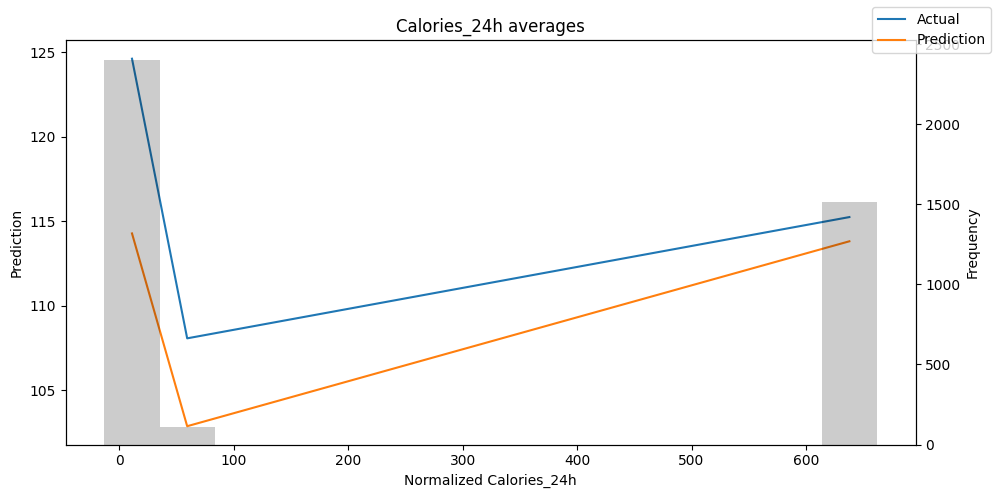 Calories_24h averages
Actual
Prediction
125
120
115
110
105
Prediction
2500
2000
1500
1000
500
0
Frequency
0 100 200 300 400 500 600
Normalized Calories_24h